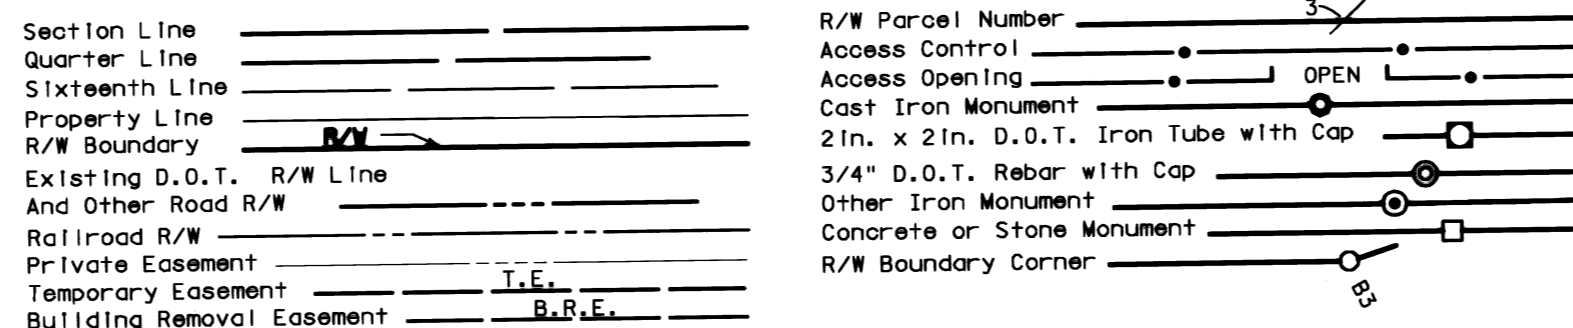 Section Line
Quarter Line
Sixteenth Line
Property Line
R/W Boundary R/W
Existing D.O.T. R/W Line
And Other Road R/W
Railroad R/W
Private Easement
Temporary Easement T.E.
Building Removal Easement B.R.E.
R/W Parcel Number 3
Access Control
Access Opening OPEN
Cast Iron Monument
2in. x 2in. D.O.T. Iron Tube with Cap
3/4" D.O.T. Rebar with Cap
Other Iron Monument
Concrete or Stone Monument
R/W Boundary Corner B3